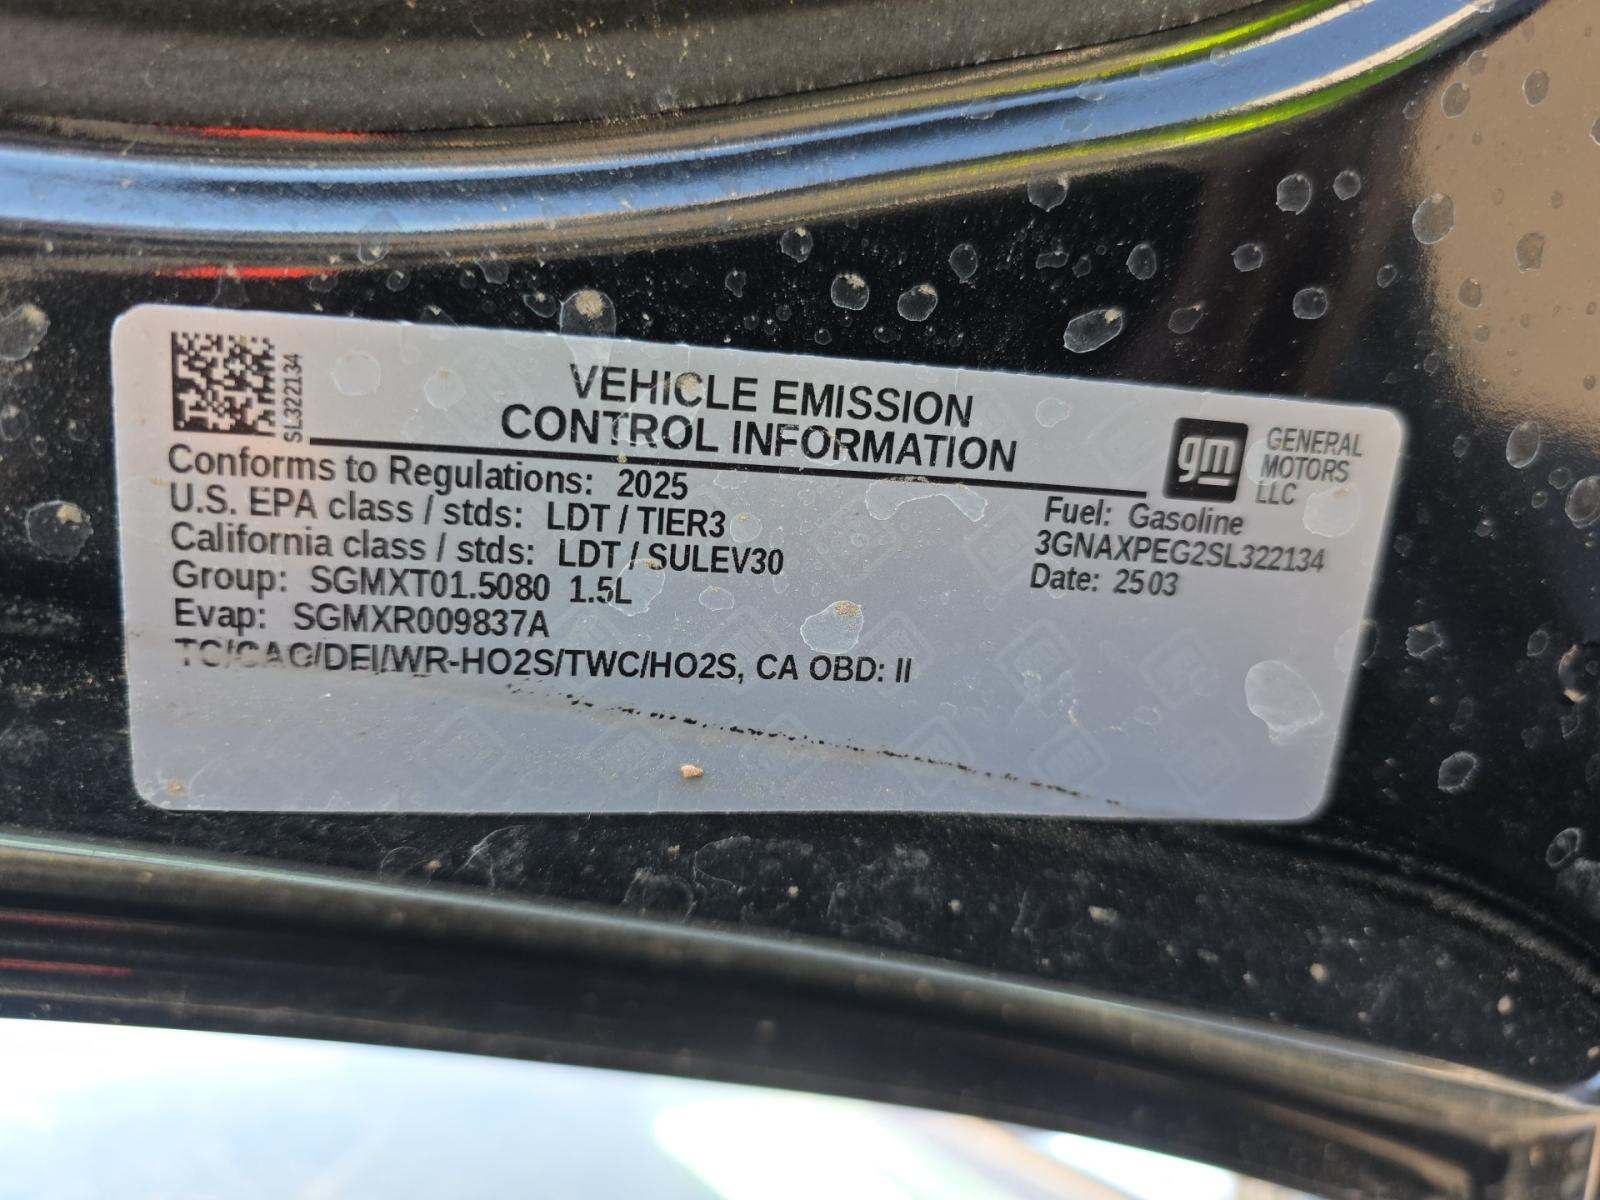 SL322134
VEHICLE EMISSION
CONTROL INFORMATION
gm
GENERAL
MOTORS
LLC
Conforms to Regulations: 2025
U.S. EPA class / stds: LDT / TIER3
California class / stds: LDT / SULEV30
Group: SGMXT01.5080 1.5L
Evap: SGMXR009837A
TC/CAC/DFI/WR-HO2S/TWC/HO2S, CA OBD: II
Fuel: Gasoline
3GNAXPEG2SL322134
Date: 2503